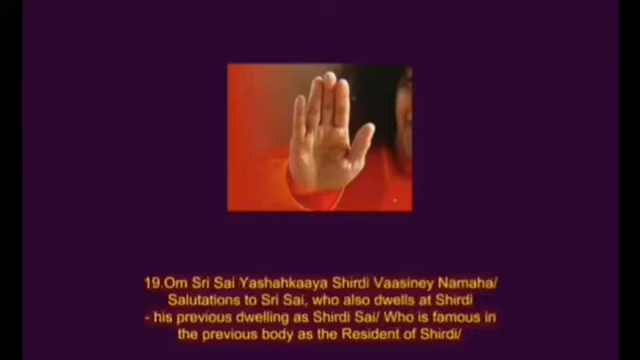 19.Om Sri Sai Yashahkaaya Shirdi Vaasiney Namaha/
Salutations to Sri Sai, who also dwells at Shirdi
- his previous dwelling as Shirdi Sai/ Who is famous in
the previous body as the Resident of Shirdi/